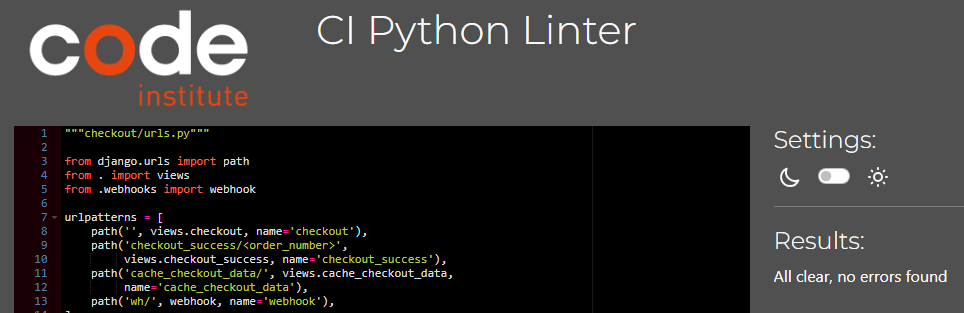 code
institute
CI Python Linter
1 """checkout/urls.py"""
2
3 from django.urls import path
4 from . import views
5 from .webhooks import webhook
6
7 urlpatterns = [
8     path('', views.checkout, name='checkout'),
9     path('checkout_success/<order_number>',
10          views.checkout_success, name='checkout_success'),
11     path('cache_checkout_data/', views.cache_checkout_data,
12          name='cache_checkout_data'),
13     path('wh/', webhook, name='webhook'),
Settings:
Results:
All clear, no errors found